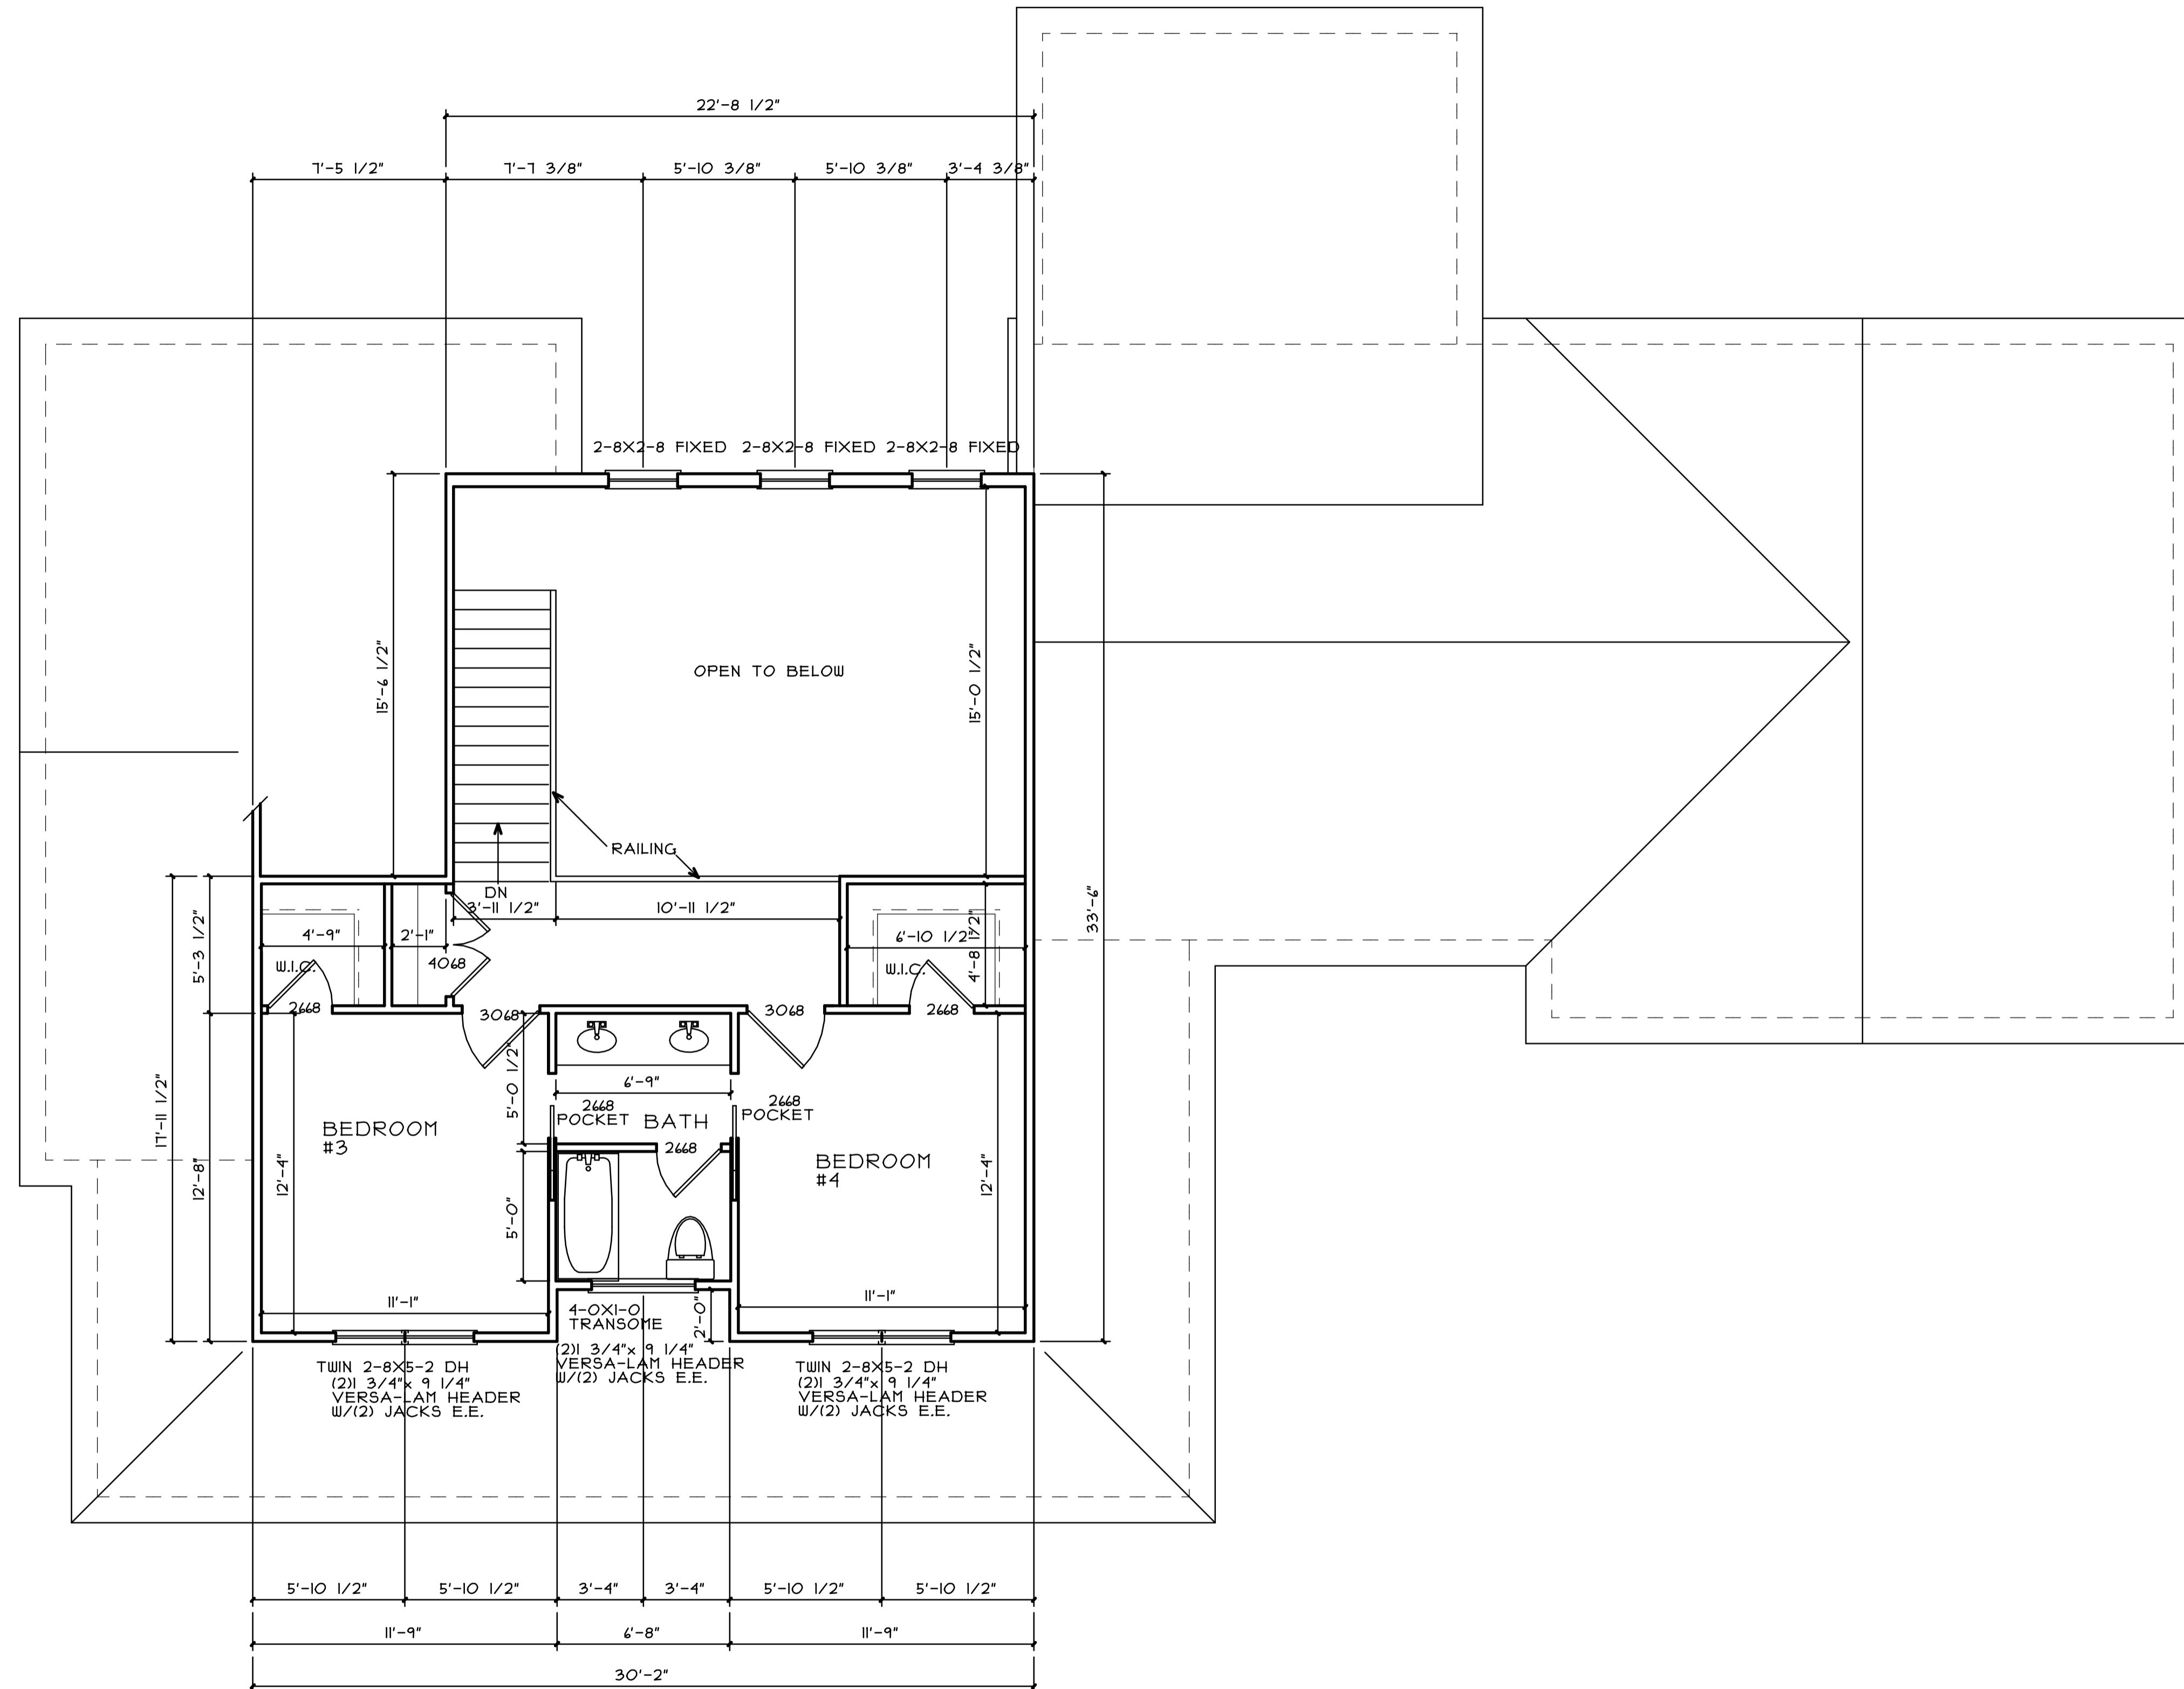 22'-8 1/2"
7'-5 1/2"
7'-7 3/8"
5'-10 3/8"
5'-10 3/8"
3'-4 3/8"
2-8X2-8 FIXED
2-8X2-8 FIXED
2-8X2-8 FIXED
15'-6 1/2"
OPEN TO BELOW
15'-0 1/2"
RAILING
DN
3'-11 1/2"
10'-11 1/2"
33'-6"
5'-3 1/2"
4'-9"
2'-1"
4068
W.I.C.
2668
6'-10 1/2"
4'-8 1/2"
W.I.C.
2668
3068
3068
17'-11 1/2"
12'-8"
12'-4"
5'-0 1/2"
6'-9"
2668
POCKET
BATH
2668
POCKET
2668
BEDROOM
#3
BEDROOM
#4
12'-4"
5'-0"
11'-1"
11'-1"
4-0X1-0
TRANSOME
2'-0"
(2)1 3/4"x 9 1/4"
VERSA-LAM HEADER
W/(2) JACKS E.E.
TWIN 2-8X5-2 DH
(2)1 3/4"x 9 1/4"
VERSA-LAM HEADER
W/(2) JACKS E.E.
TWIN 2-8X5-2 DH
(2)1 3/4"x 9 1/4"
VERSA-LAM HEADER
W/(2) JACKS E.E.
5'-10 1/2"
5'-10 1/2"
3'-4"
3'-4"
5'-10 1/2"
5'-10 1/2"
11'-9"
6'-8"
11'-9"
30'-2"